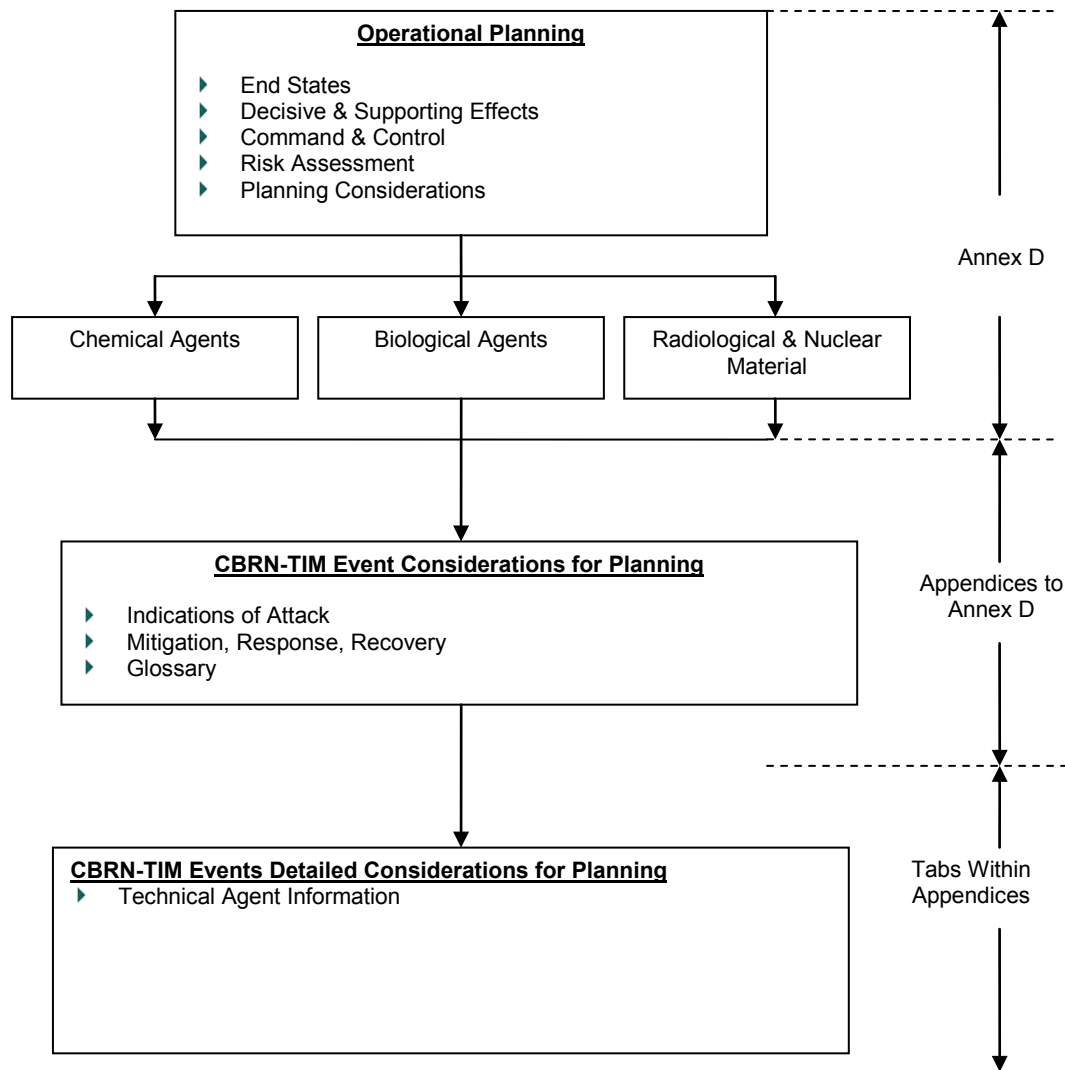 Operational Planning
End States
Decisive & Supporting Effects
Command & Control
Risk Assessment
Planning Considerations
Annex D
Chemical Agents
Biological Agents
Radiological & Nuclear
Material
CBRN-TIM Event Considerations for Planning
Indications of Attack
Mitigation, Response, Recovery
Glossary
Appendices to
Annex D
CBRN-TIM Events Detailed Considerations for Planning
Technical Agent Information
Tabs Within
Appendices